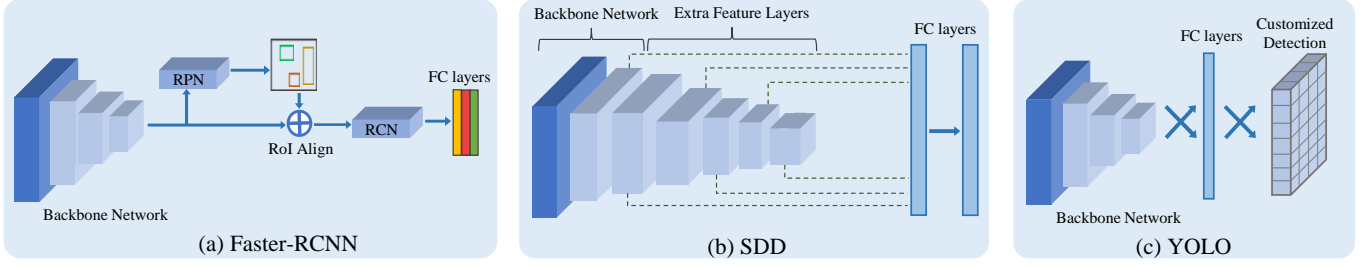 RPN
FC layers
RCN
RoI Align
Backbone Network
(a) Faster-RCNN
Backbone Network
Extra Feature Layers
FC layers
(b) SDD
Customized
Detection
FC layers
Backbone Network
(c) YOLO